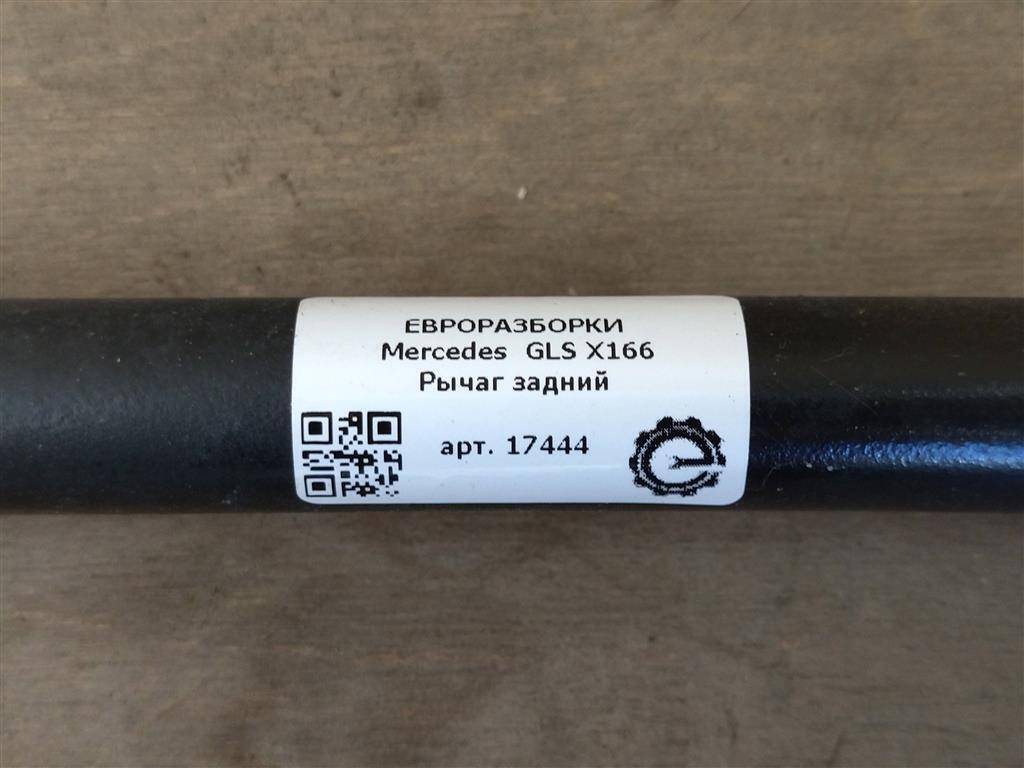 ЕВРОРАЗБОРКИ
Mercedes GLS X166
Рычаг задний
арт. 17444